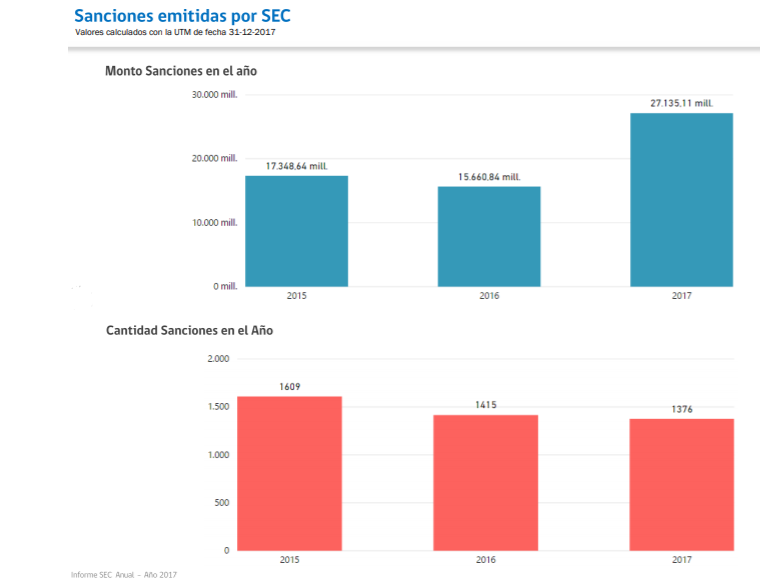 Sanciones emitidas por SEC
Valores calculados con la UTM de fecha 31-12-2017
Monto Sanciones en el año
30.000 mill.
27.135,11 mill.
20.000 mill.
17.348,64 mill.
15.660,84 mill.
10.000 mill.
0 mill.
2015 2016 2017
Cantidad Sanciones en el Año
2.000
1609
1.500
1415
1376
1.000
500
0
2015 2016 2017
Informe SEC Anual - Año 2017